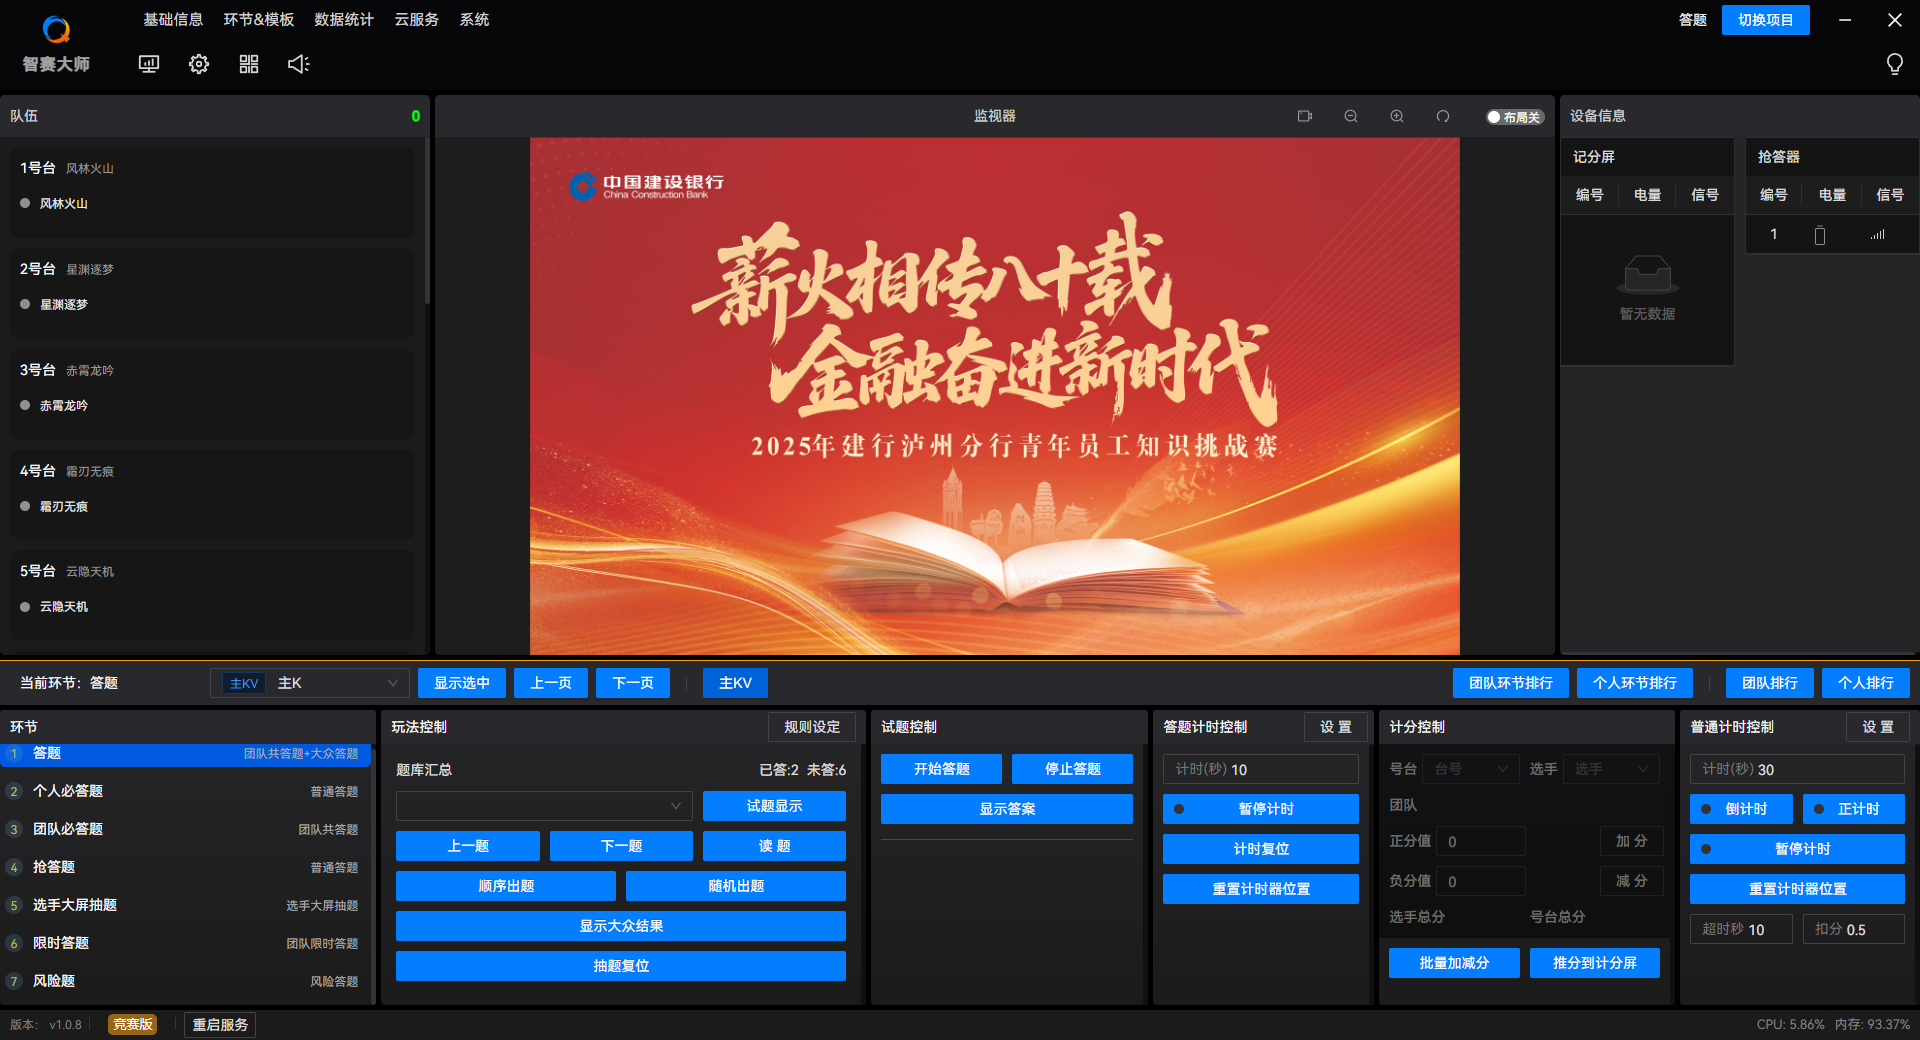 基础信息 环节&模板 数据统计 云服务 系统
答题 切换项目
智赛大师
队伍 0
1号台 风林火山
风林火山
2号台 星渊逐梦
星渊逐梦
3号台 赤霄龙吟
赤霄龙吟
4号台 霜刃无痕
霜刃无痕
5号台 云隐天机
云隐天机
监视器
布局关
中国建设银行
China Construction Bank
薪火相传八十载
金融奋进新时代
2025年建行泸州分行青年员工知识挑战赛
设备信息
记分屏
编号 电量 信号
暂无数据
抢答器
编号 电量 信号
1
当前环节: 答题
主KV 主K
显示选中 上一页 下一页 主KV
团队环节排行 个人环节排行 团队排行 个人排行
环节
1 答题 团队共答题+大众答题
2 个人必答题 普通答题
3 团队必答题 团队共答题
4 抢答题 普通答题
5 选手大屏抽题 选手大屏抽题
6 限时答题 团队限时答题
7 风险题 风险答题
玩法控制 规则设定
题库汇总 已答:2 未答:6
试题显示
上一题 下一题 读 题
顺序出题 随机出题
显示大众结果
抽题复位
试题控制
开始答题 停止答题
显示答案
答题计时控制 设 置
计时(秒) 10
暂停计时
计时复位
重置计时器位置
计分控制
号台 台号 选手 选手
团队
正分值 0 加 分
负分值 0 减 分
选手总分 号台总分
批量加减分 推分到计分屏
普通计时控制 设 置
计时(秒) 30
倒计时 正计时
暂停计时
重置计时器位置
超时秒 10 扣分 0.5
版本: v1.0.8 竞赛版 重启服务
CPU: 5.86% 内存: 93.37%